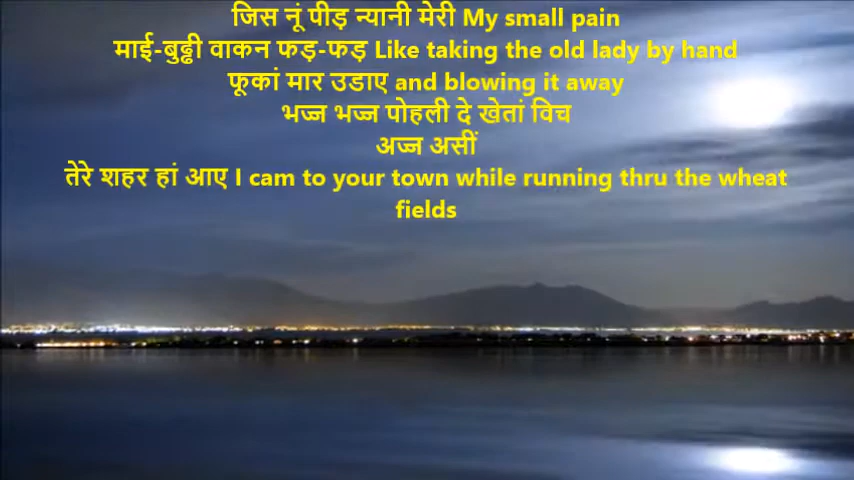 जिस नूं पीड़ न्यानी मेरी My small pain
माई-बुढ्ढी वाकन फड़-फड़ Like taking the old lady by hand
फूकां मार उडाए and blowing it away
भज्ज भज्ज पोहली दे खेतां विच
अज्ज असीं
तेरे शहर हां आए I cam to your town while running thru the wheat
fields